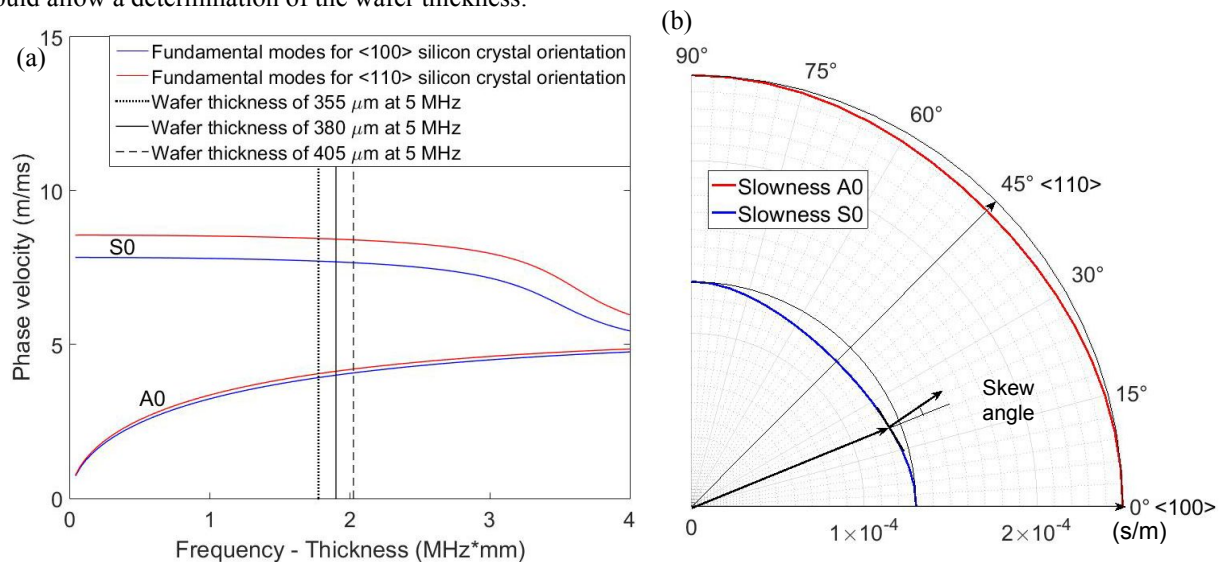 ould allow a determination of the wafer thickness.
(a)
15
10
5
0
Phase velocity (m/ms)
Fundamental modes for <100> silicon crystal orientation
Fundamental modes for <110> silicon crystal orientation
Wafer thickness of 355 μm at 5 MHz
Wafer thickness of 380 μm at 5 MHz
Wafer thickness of 405 μm at 5 MHz
S0
A0
0 1 2 3 4
Frequency - Thickness (MHz*mm)
(b)
90°
75°
60°
45° <110>
30°
15°
0° <100>
Slowness A0
Slowness S0
Skew
angle
0 1×10⁻⁴ 2×10⁻⁴ (s/m)